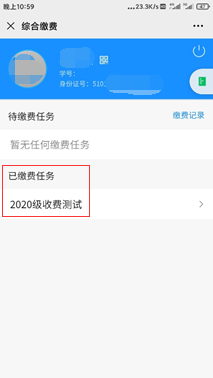 晚上10:59
...23.3K/s
47
综合缴费
学号：
身份证号：510
待缴费任务
缴费记录
暂无任何缴费任务
已缴费任务
2020级收费测试